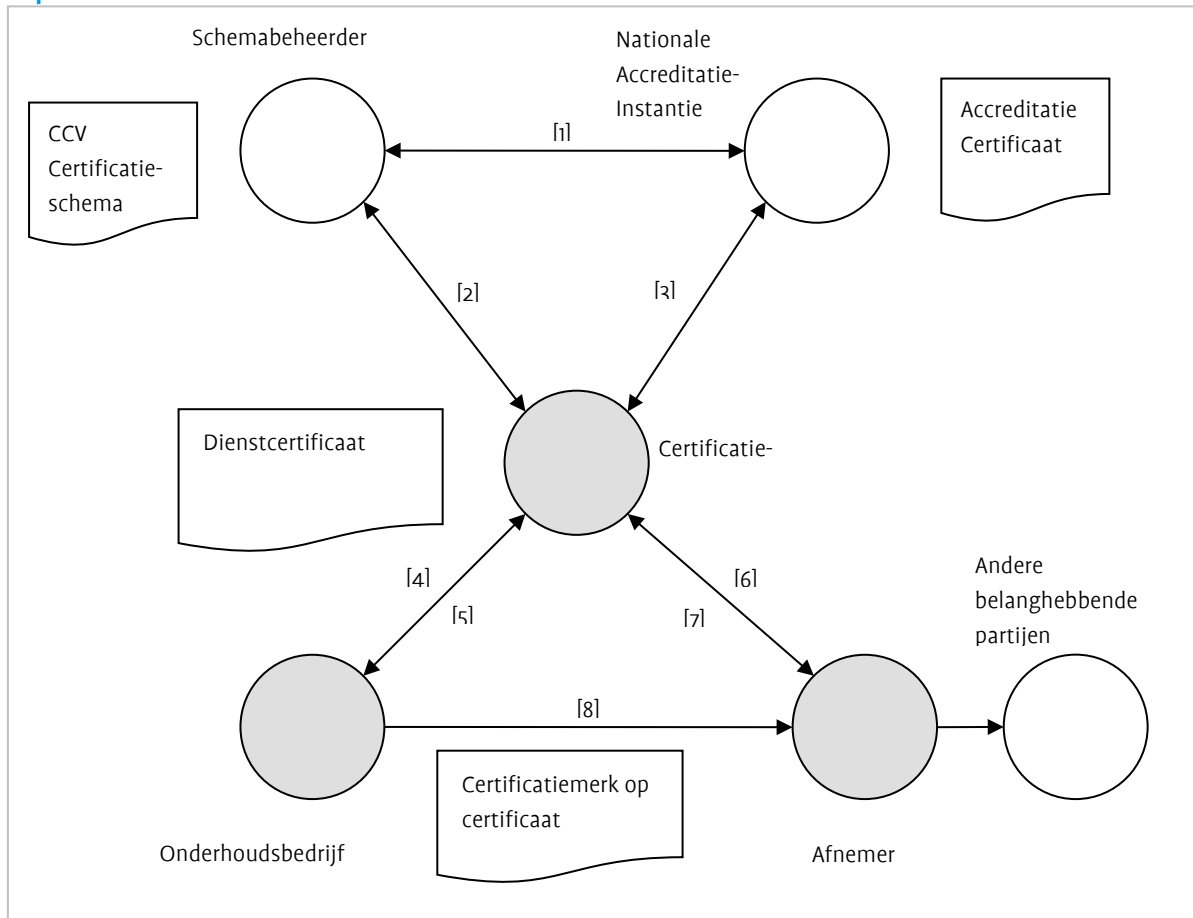 Schemabeheerder
Nationale
Accreditatie-
Instantie
CCV
Certificatie-
schema
Accreditatie
Certificaat
[1]
[2]
[3]
Dienstcertificaat
Certificatie-
[4]
[5]
[6]
[7]
Andere
belanghebbende
partijen
[8]
Certificatiemerk op
certificaat
Onderhoudsbedrijf
Afnemer